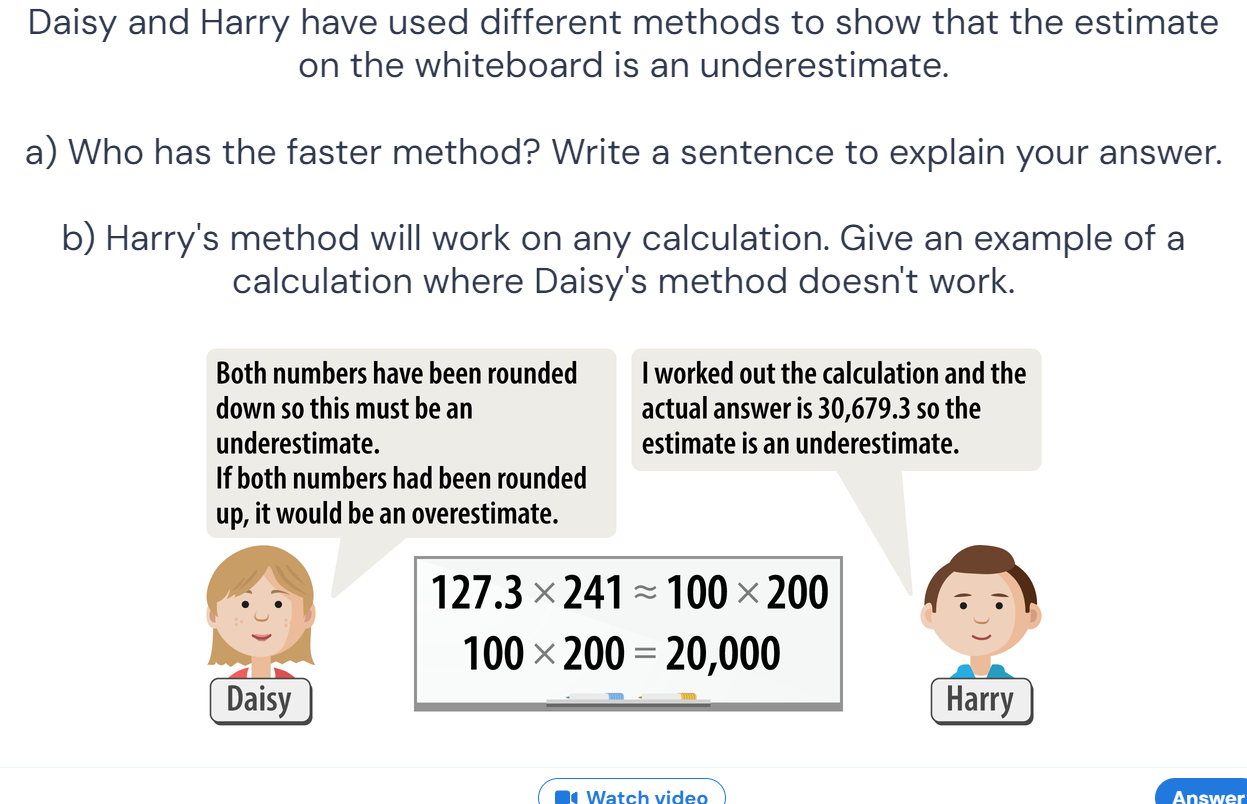 Daisy and Harry have used different methods to show that the estimate
on the whiteboard is an underestimate.
a) Who has the faster method? Write a sentence to explain your answer.
b) Harry's method will work on any calculation. Give an example of a
calculation where Daisy's method doesn't work.
Both numbers have been rounded
down so this must be an
underestimate.
If both numbers had been rounded
up, it would be an overestimate.
I worked out the calculation and the
actual answer is 30,679.3 so the
estimate is an underestimate.
127.3 × 241 ≈ 100 × 200
100 × 200 = 20,000
Daisy
Harry
Watch video
Answer